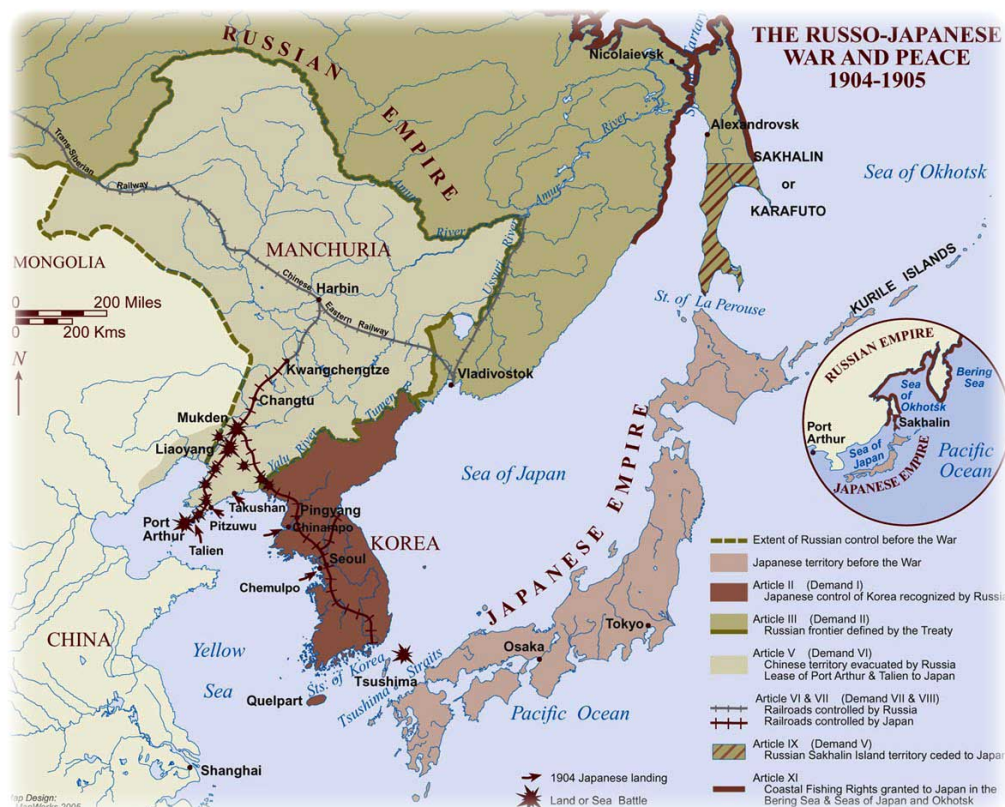 THE RUSSO-JAPANESE
WAR AND PEACE
1904-1905
RUSSIAN
EMPIRE
Nicolaievsk
Tartary
Alexandrovsk
SAKHALIN
or
KARAFUTO
Sea of Okhotsk
Trans-Siberian
Railway
Amur
River
Amur
River
Ussuri River
MANCHURIA
MONGOLIA
Chinese
Eastern Railway
Harbin
0 200 Miles
0 200 Kms
N
St. of La Perouse
KURILE ISLANDS
Kwangchengtze
Changtu
Vladivostok
Mukden
Liaoyang
Tumen R
Yalu River
Takushan
Pitzuwu
Port
Arthur
Talien
Pingyang
Chinampo
KOREA
Seoul
Chemulpo
Sea of Japan
JAPANESE EMPIRE
CHINA
Yellow
Sea
Sts. of Korea
Tsushima
Tsushima Straits
Quelpart
Osaka
Tokyo
Pacific Ocean
Shanghai
RUSSIAN EMPIRE
Bering
Sea
Sea
of
Okhotsk
Sakhalin
Port
Arthur
Sea of
Japan
JAPANESE EMPIRE
Pacific
Ocean
Extent of Russian control before the War
Japanese territory before the War
Article II (Demand I)
Japanese control of Korea recognized by Russia
Article III (Demand II)
Russian frontier defined by the Treaty
Article V (Demand VI)
Chinese territory evacuated by Russia
Lease of Port Arthur & Talien to Japan
Article VI & VII (Demand VII & VIII)
Railroads controlled by Russia
Railroads controlled by Japan
Article IX (Demand V)
Russian Sakhalin Island territory ceded to Japan
Article XI
Coastal Fishing Rights granted to Japan in the
Bering Sea & Seas of Japan and Okhotsk
1904 Japanese landing
Land or Sea Battle
Map Design:
2005